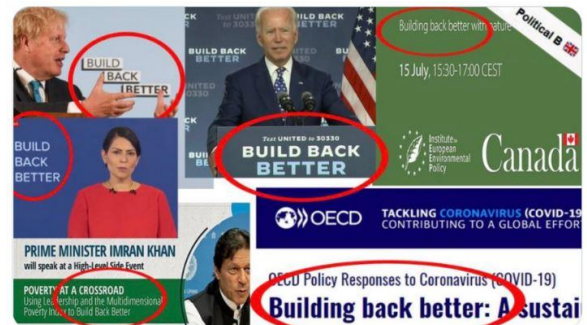 BUILD
BACK
BETTER
BUILD
BACK
BETTER
BUILD BACK
BETTER
Text UNITED to 30330
BUILD BACK
BETTER
Building back better with nature
15 July, 15:30-17:00 CEST
Political B
Institute for
European
Environmental
Policy
Canada
OECD
TACKLING CORONAVIRUS (COVID-19
CONTRIBUTING TO A GLOBAL EFFOR
OECD Policy Responses to Coronavirus (COVID-19)
Building back better: A sustai
PRIME MINISTER IMRAN KHAN
will speak at a High-Level Side Event
POVERTY AT A CROSSROAD
Using Leadership and the Multidimensional
Poverty Index to Build Back Better